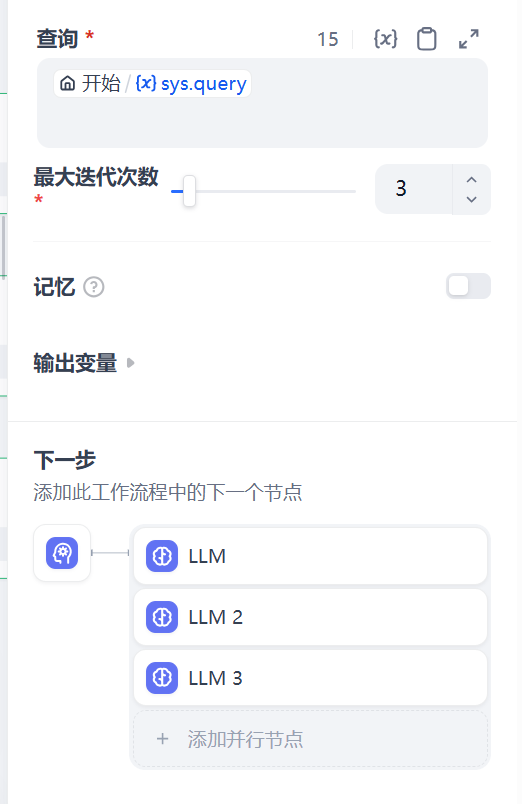 查询 * 15 {x}
开始 / {x} sys.query
最大迭代次数
* 3
记忆 ?
输出变量
下一步
添加此工作流程中的下一个节点
LLM
LLM 2
LLM 3
+ 添加并行节点